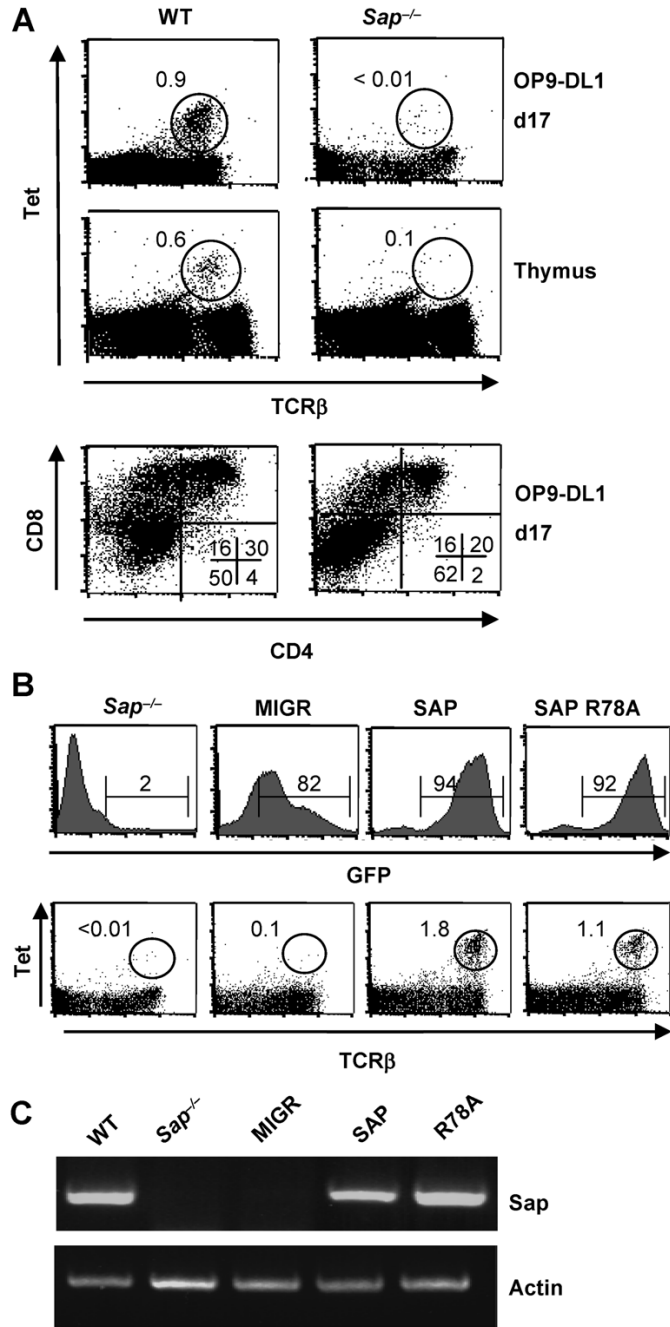 A
WT
Sap–/–
0.9
< 0.01
OP9-DL1
d17
Tet
0.6
0.1
Thymus
TCRβ
CD8
16 30
50 4
16 20
62 2
OP9-DL1
d17
CD4
B
Sap–/–
MIGR
SAP
SAP R78A
2
82
94
92
GFP
Tet
<0.01
0.1
1.8
1.1
TCRβ
C
WT
Sap–/–
MIGR
SAP
R78A
Sap
Actin